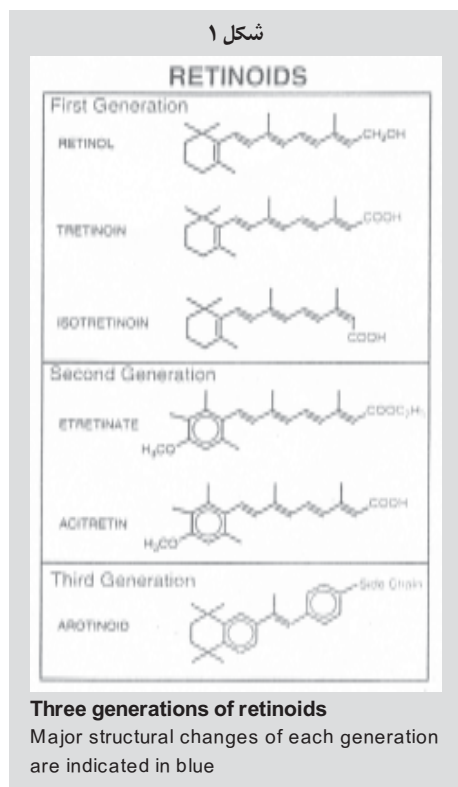 شکل ۱
RETINOIDS
First Generation
RETINOL
CH₂OH
TRETINOIN
COOH
ISOTRETINOIN
COOH
Second Generation
ETRETINATE
COOC₂H₅
H₃CO
ACITRETIN
COOH
H₃CO
Third Generation
Side Chain
AROTINOID
Three generations of retinoids
Major structural changes of each generation
are indicated in blue